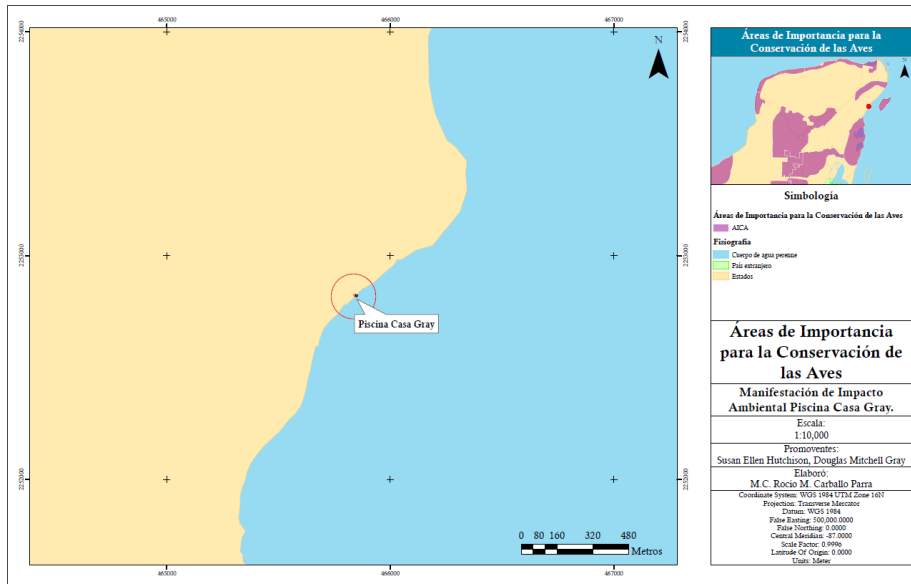 465000
466000
467000
2254000
2254000
N
2253000
2253000
Piscina Casa Gray
2252000
2252000
0 80 160 320 480
Metros
465000
466000
467000
Áreas de Importancia para la
Conservación de las Aves
N
Simbología
Áreas de Importancia para la Conservación de las Aves
AICA
Fisiografia
Cuerpo de agua perenne
País extranjero
Estados
Áreas de Importancia
para la Conservación de
las Aves
Manifestación de Impacto
Ambiental Piscina Casa Gray.
Escala:
1:10,000
Promoventes:
Susan Ellen Hutchison, Douglas Mitchell Gray
Elaboró:
M.C. Rocio M. Carballo Parra
Coordinate System: WGS 1984 UTM Zone 16N
Projection: Transverse Mercator
Datum: WGS 1984
False Easting: 500,000.0000
False Northing: 0.0000
Central Meridian: -87.0000
Scale Factor: 0.9996
Latitude Of Origin: 0.0000
Units: Meter